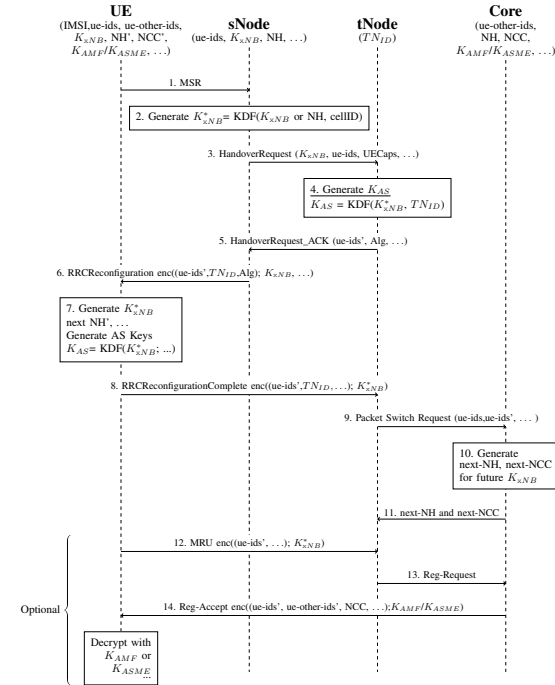 UE
(IMSI,ue-ids, ue-other-ids,
K_xNB, NH', NCC',
K_AMF/K_ASME, …)
sNode
(ue-ids, K_xNB, NH, …)
tNode
(TN_ID)
Core
(ue-other-ids,
NH, NCC,
K_AMF/K_ASME, …)
1. MSR
2. Generate K*_xNB= KDF(K_xNB or NH, cellID)
3. HandoverRequest (K_xNB, ue-ids, UECaps, …)
4. Generate K_AS
K_AS = KDF(K*_xNB, TN_ID)
5. HandoverRequest_ACK (ue-ids', Alg, …)
6. RRCReconfiguration enc((ue-ids',TN_ID,Alg); K_xNB, …)
7. Generate K*_xNB
next NH', …
Generate AS Keys
K_AS= KDF(K*_xNB; ...)
8. RRCReconfigurationComplete enc((ue-ids',TN_ID,…); K*_xNB)
9. Packet Switch Request (ue-ids,ue-ids', … )
10. Generate
next-NH, next-NCC
for future K_xNB
11. next-NH and next-NCC
12. MRU enc((ue-ids', …); K*_xNB)
13. Reg-Request
Optional
14. Reg-Accept enc((ue-ids', ue-other-ids', NCC, …);K_AMF/K_ASME)
Decrypt with
K_AMF or
K_ASME
...